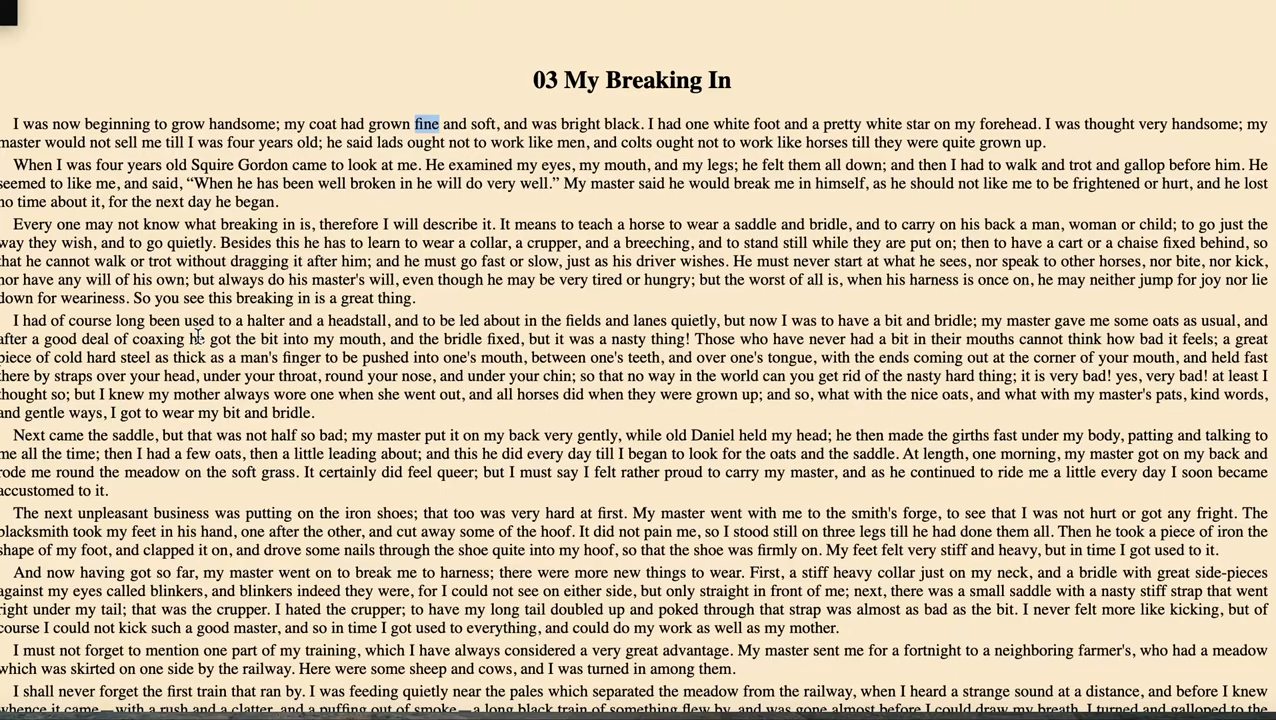 03 My Breaking In
I was now beginning to grow handsome; my coat had grown fine and soft, and was bright black. I had one white foot and a pretty white star on my forehead. I was thought very handsome; my
master would not sell me till I was four years old; he said lads ought not to work like men, and colts ought not to work like horses till they were quite grown up.
When I was four years old Squire Gordon came to look at me. He examined my eyes, my mouth, and my legs; he felt them all down; and then I had to walk and trot and gallop before him. He
seemed to like me, and said, “When he has been well broken in he will do very well.” My master said he would break me in himself, as he should not like me to be frightened or hurt, and he lost
no time about it, for the next day he began.
Every one may not know what breaking in is, therefore I will describe it. It means to teach a horse to wear a saddle and bridle, and to carry on his back a man, woman or child; to go just the
way they wish, and to go quietly. Besides this he has to learn to wear a collar, a crupper, and a breeching, and to stand still while they are put on; then to have a cart or a chaise fixed behind, so
that he cannot walk or trot without dragging it after him; and he must go fast or slow, just as his driver wishes. He must never start at what he sees, nor speak to other horses, nor bite, nor kick,
nor have any will of his own; but always do his master's will, even though he may be very tired or hungry; but the worst of all is, when his harness is once on, he may neither jump for joy nor lie
down for weariness. So you see this breaking in is a great thing.
I had of course long been used to a halter and a headstall, and to be led about in the fields and lanes quietly, but now I was to have a bit and bridle; my master gave me some oats as usual, and
after a good deal of coaxing he got the bit into my mouth, and the bridle fixed, but it was a nasty thing! Those who have never had a bit in their mouths cannot think how bad it feels; a great
piece of cold hard steel as thick as a man's finger to be pushed into one's mouth, between one's teeth, and over one's tongue, with the ends coming out at the corner of your mouth, and held fast
there by straps over your head, under your throat, round your nose, and under your chin; so that no way in the world can you get rid of the nasty hard thing; it is very bad! yes, very bad! at least I
thought so; but I knew my mother always wore one when she went out, and all horses did when they were grown up; and so, what with the nice oats, and what with my master's pats, kind words,
and gentle ways, I got to wear my bit and bridle.
Next came the saddle, but that was not half so bad; my master put it on my back very gently, while old Daniel held my head; he then made the girths fast under my body, patting and talking to
me all the time; then I had a few oats, then a little leading about; and this he did every day till I began to look for the oats and the saddle. At length, one morning, my master got on my back and
rode me round the meadow on the soft grass. It certainly did feel queer; but I must say I felt rather proud to carry my master, and as he continued to ride me a little every day I soon became
accustomed to it.
The next unpleasant business was putting on the iron shoes; that too was very hard at first. My master went with me to the smith's forge, to see that I was not hurt or got any fright. The
blacksmith took my feet in his hand, one after the other, and cut away some of the hoof. It did not pain me, so I stood still on three legs till he had done them all. Then he took a piece of iron the
shape of my foot, and clapped it on, and drove some nails through the shoe quite into my hoof, so that the shoe was firmly on. My feet felt very stiff and heavy, but in time I got used to it.
And now having got so far, my master went on to break me to harness; there were more new things to wear. First, a stiff heavy collar just on my neck, and a bridle with great side-pieces
against my eyes called blinkers, and blinkers indeed they were, for I could not see on either side, but only straight in front of me; next, there was a small saddle with a nasty stiff strap that went
right under my tail; that was the crupper. I hated the crupper; to have my long tail doubled up and poked through that strap was almost as bad as the bit. I never felt more like kicking, but of
course I could not kick such a good master, and so in time I got used to everything, and could do my work as well as my mother.
I must not forget to mention one part of my training, which I have always considered a very great advantage. My master sent me for a fortnight to a neighboring farmer's, who had a meadow
which was skirted on one side by the railway. Here were some sheep and cows, and I was turned in among them.
I shall never forget the first train that ran by. I was feeding quietly near the pales which separated the meadow from the railway, when I heard a strange sound at a distance, and before I knew
whence it came—with a rush and a clatter, and a puffing out of smoke—a long black train of something flew by, and was gone almost before I could draw my breath. I turned and galloped to the